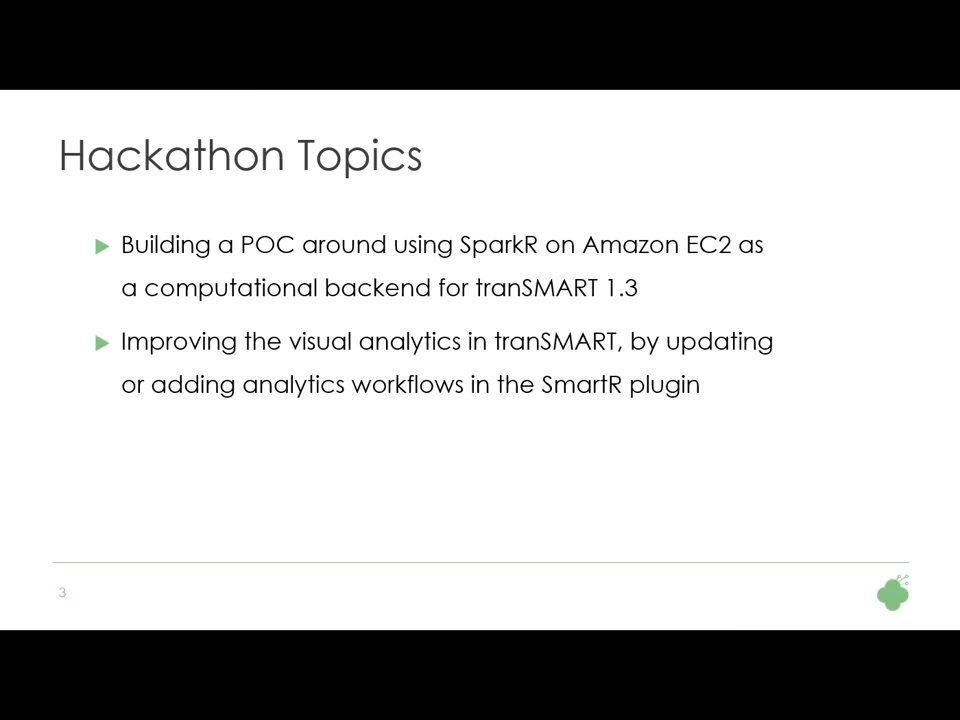 Hackathon Topics
Building a POC around using SparkR on Amazon EC2 as
a computational backend for tranSMART 1.3
Improving the visual analytics in tranSMART, by updating
or adding analytics workflows in the SmartR plugin
3